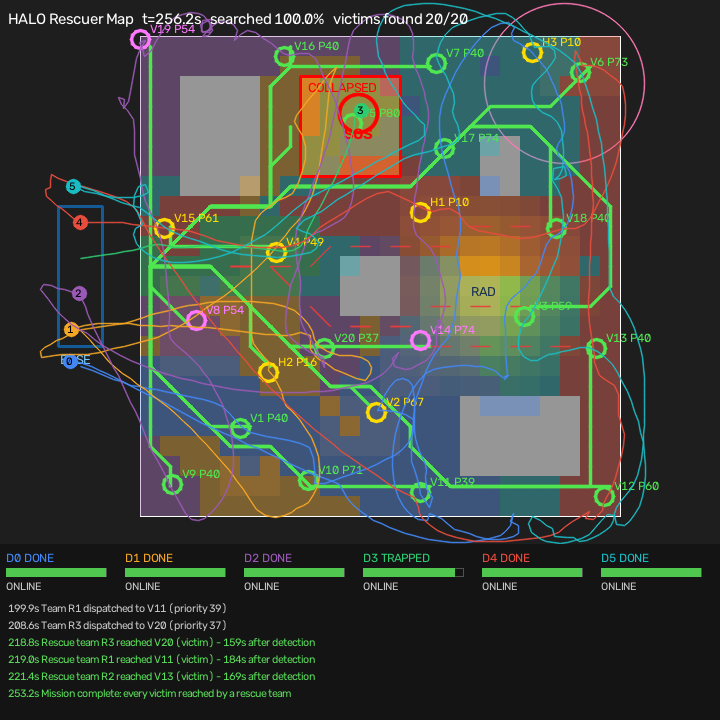 HALO Rescuer Map  t=256.2s  searched 100.0%  victims found 20/20
V19 P54
V16 P40
V7 P40
H3 P10
V6 P73
COLLAPSED
3
P80
SOS
V17 P74
5
4
V15 P61
H1 P10
V18 P40
V4 P49
2
RAD
1
V8 P54
V3 P59
V20 P37
V14 P74
V13 P40
BASE
0
H2 P16
V2 P67
V1 P40
V9 P40
V10 P71
V11 P39
V12 P60
D0 DONE
D1 DONE
D2 DONE
D3 TRAPPED
D4 DONE
D5 DONE
ONLINE
ONLINE
ONLINE
ONLINE
ONLINE
ONLINE
199.9s Team R1 dispatched to V11 (priority 39)
208.6s Team R3 dispatched to V20 (priority 37)
218.8s Rescue team R3 reached V20 (victim) - 159s after detection
219.0s Rescue team R1 reached V11 (victim) - 184s after detection
221.4s Rescue team R2 reached V13 (victim) - 169s after detection
253.2s Mission complete: every victim reached by a rescue team